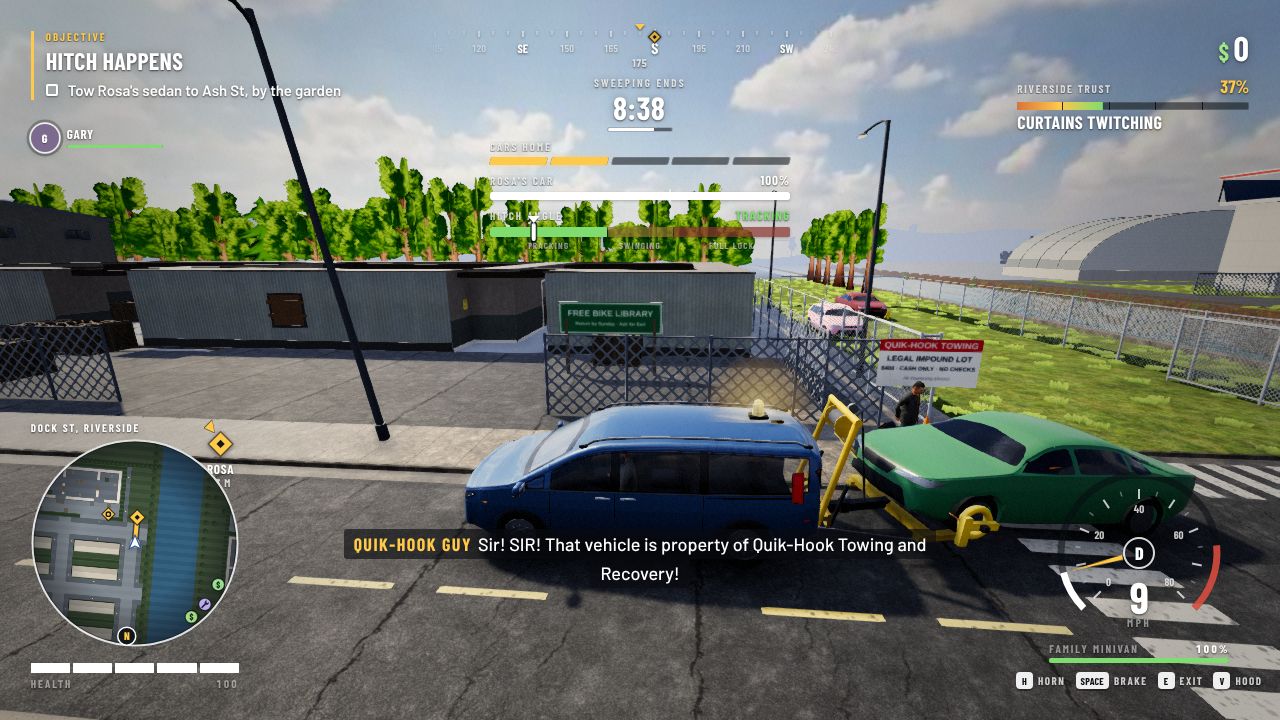 OBJECTIVE
HITCH HAPPENS
Tow Rosa's sedan to Ash St, by the garden
G
GARY
120
SE
150
165
S
195
210
SW
175
SWEEPING ENDS
8:38
$ 0
RIVERSIDE TRUST
37%
CURTAINS TWITCHING
CARS HOME
ROSA'S CAR
100%
HITCH ANGLE
TRACKING
TRACKING
SWINGING
FULL LOCK
FREE BIKE LIBRARY
QUIK-HOOK TOWING
LEGAL IMPOUND LOT
DOCK ST, RIVERSIDE
ROSA
M
QUIK-HOOK GUY Sir! SIR! That vehicle is property of Quik-Hook Towing and
Recovery!
0
20
40
60
80
D
9
MPH
N
$
$
HEALTH
100
FAMILY MINIVAN
100%
H HORN
SPACE BRAKE
E EXIT
V HOOD